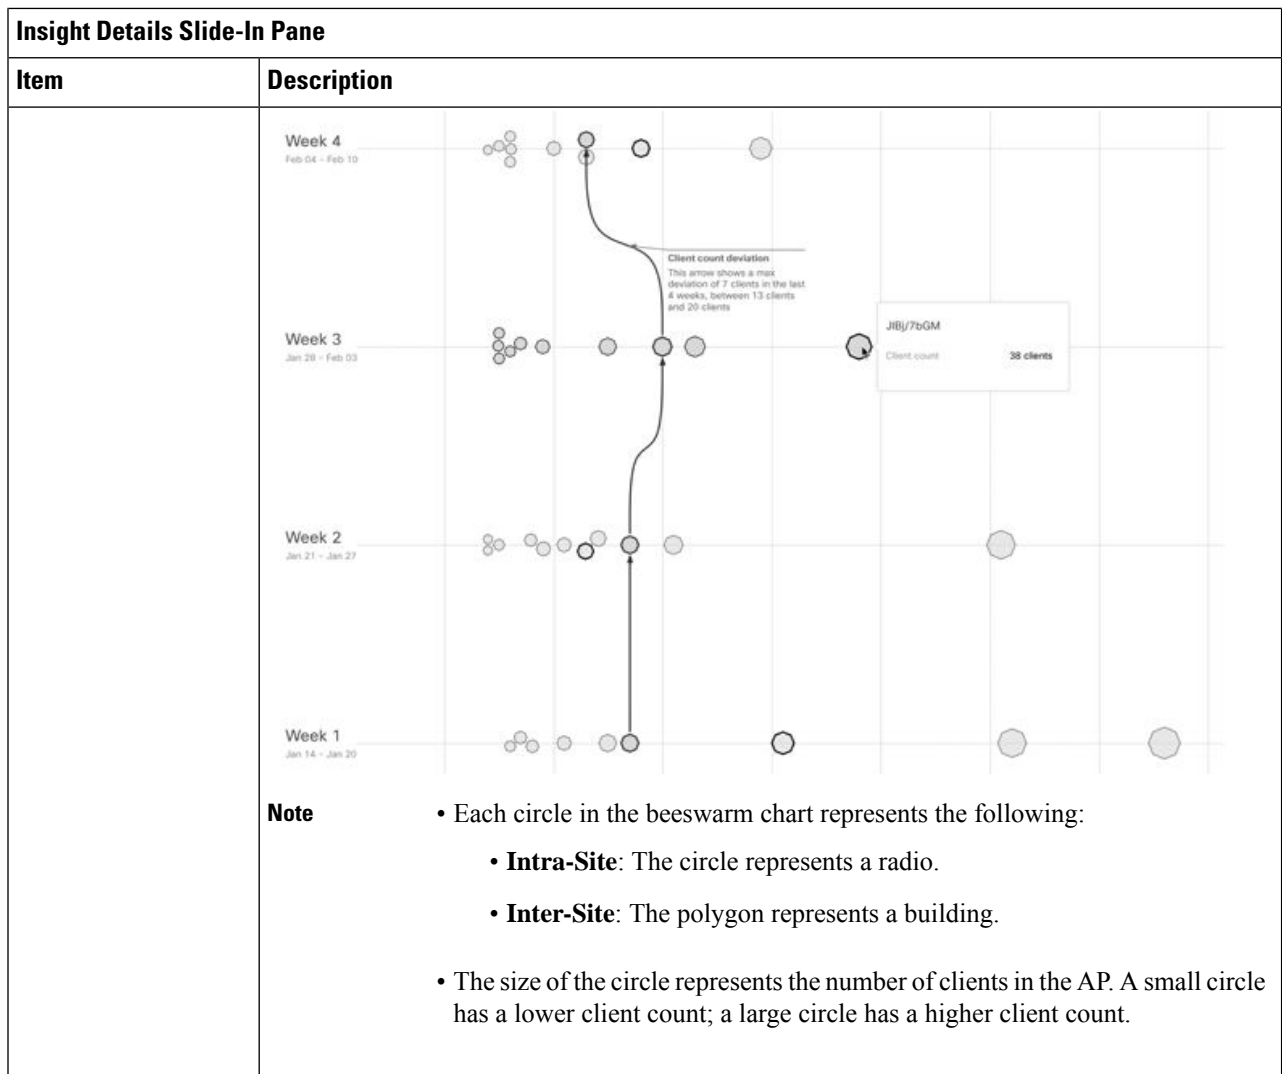 Insight Details Slide-In Pane
Item
Description
Week 4
Feb 04 - Feb 10
Client count deviation
This arrow shows a max
deviation of 7 clients in the last
4 weeks, between 13 clients
and 20 clients
JIBj/7bGM
Week 3
Jan 28 - Feb 03
Client count 38 clients
Week 2
Jan 21 - Jan 27
Week 1
Jan 14 - Jan 20
Note
• Each circle in the beeswarm chart represents the following:
• Intra-Site: The circle represents a radio.
• Inter-Site: The polygon represents a building.
• The size of the circle represents the number of clients in the AP. A small circle
has a lower client count; a large circle has a higher client count.